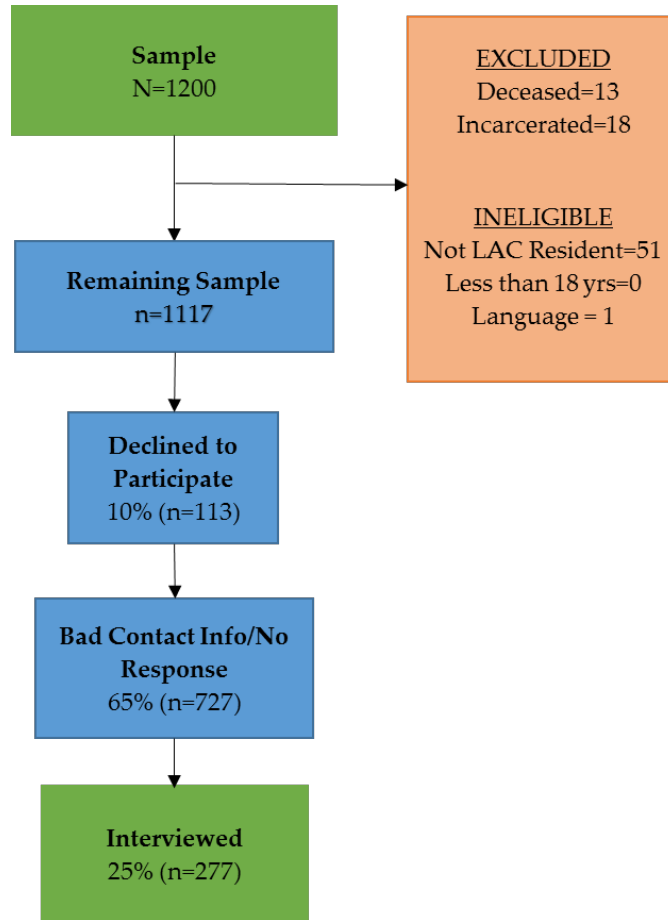 Sample
N=1200
EXCLUDED
Deceased=13
Incarcerated=18
INELIGIBLE
Not LAC Resident=51
Less than 18 yrs=0
Language = 1
Remaining Sample
n=1117
Declined to
Participate
10% (n=113)
Bad Contact Info/No
Response
65% (n=727)
Interviewed
25% (n=277)